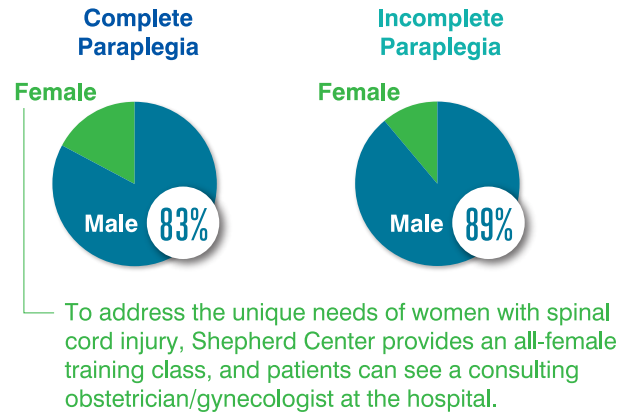 Complete
Paraplegia
Incomplete
Paraplegia
Female
Female
Male 83%
Male 89%
To address the unique needs of women with spinal
cord injury, Shepherd Center provides an all-female
training class, and patients can see a consulting
obstetrician/gynecologist at the hospital.